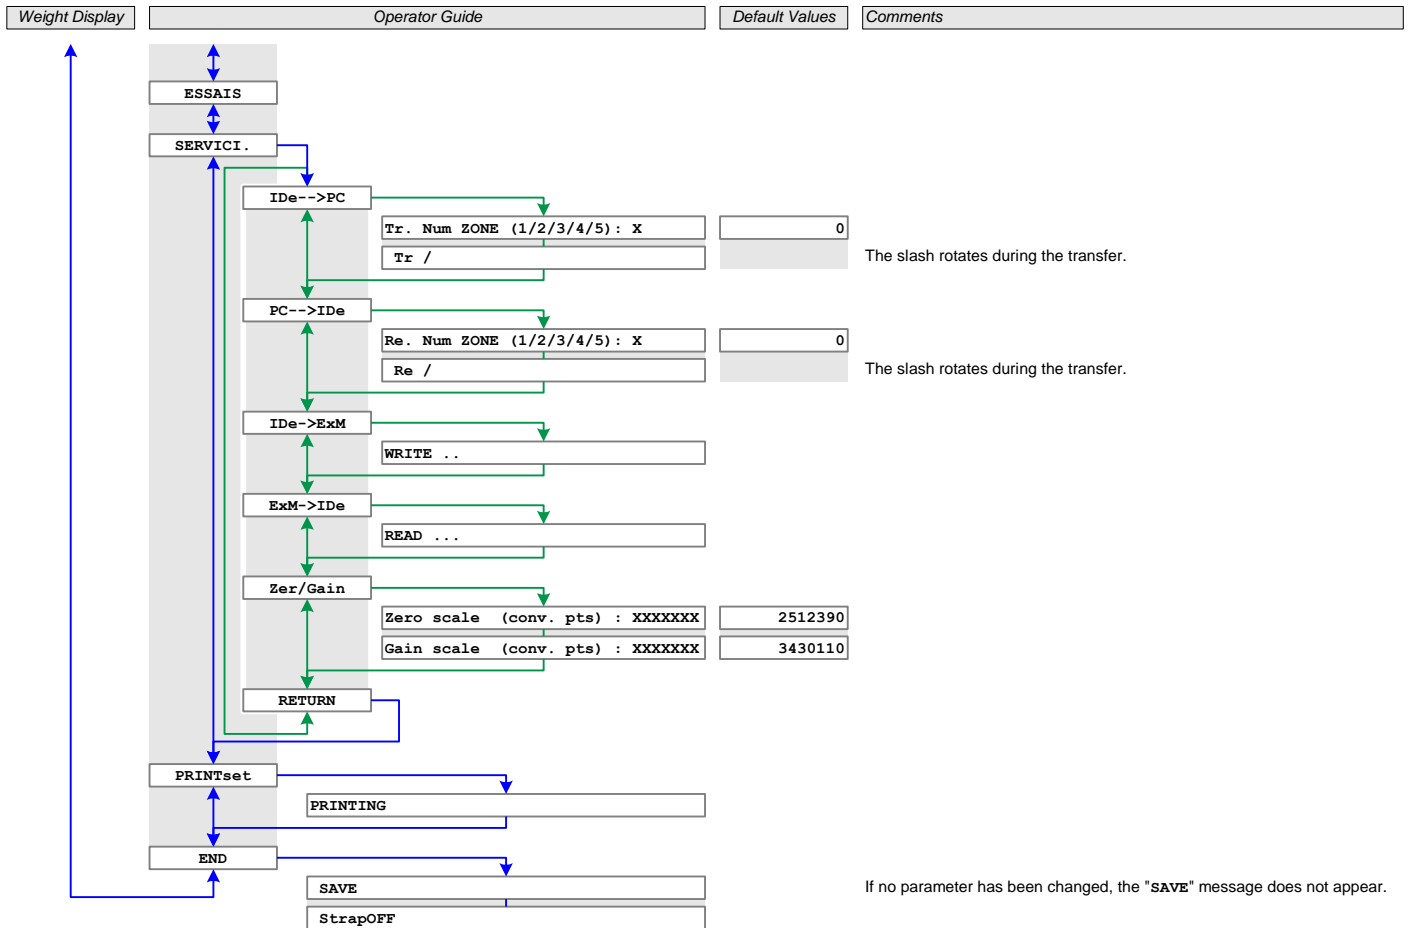 Weight Display
Operator Guide
Default Values
Comments
ESSAIS
SERVICI.
IDe-->PC
Tr. Num ZONE (1/2/3/4/5): X
0
Tr /
The slash rotates during the transfer.
PC-->IDe
Re. Num ZONE (1/2/3/4/5): X
0
Re /
The slash rotates during the transfer.
IDe->ExM
WRITE ..
ExM->IDe
READ ...
Zer/Gain
Zero scale (conv. pts) : XXXXXXX
2512390
Gain scale (conv. pts) : XXXXXXX
3430110
RETURN
PRINTset
PRINTING
END
SAVE
If no parameter has been changed, the "SAVE" message does not appear.
StrapOFF